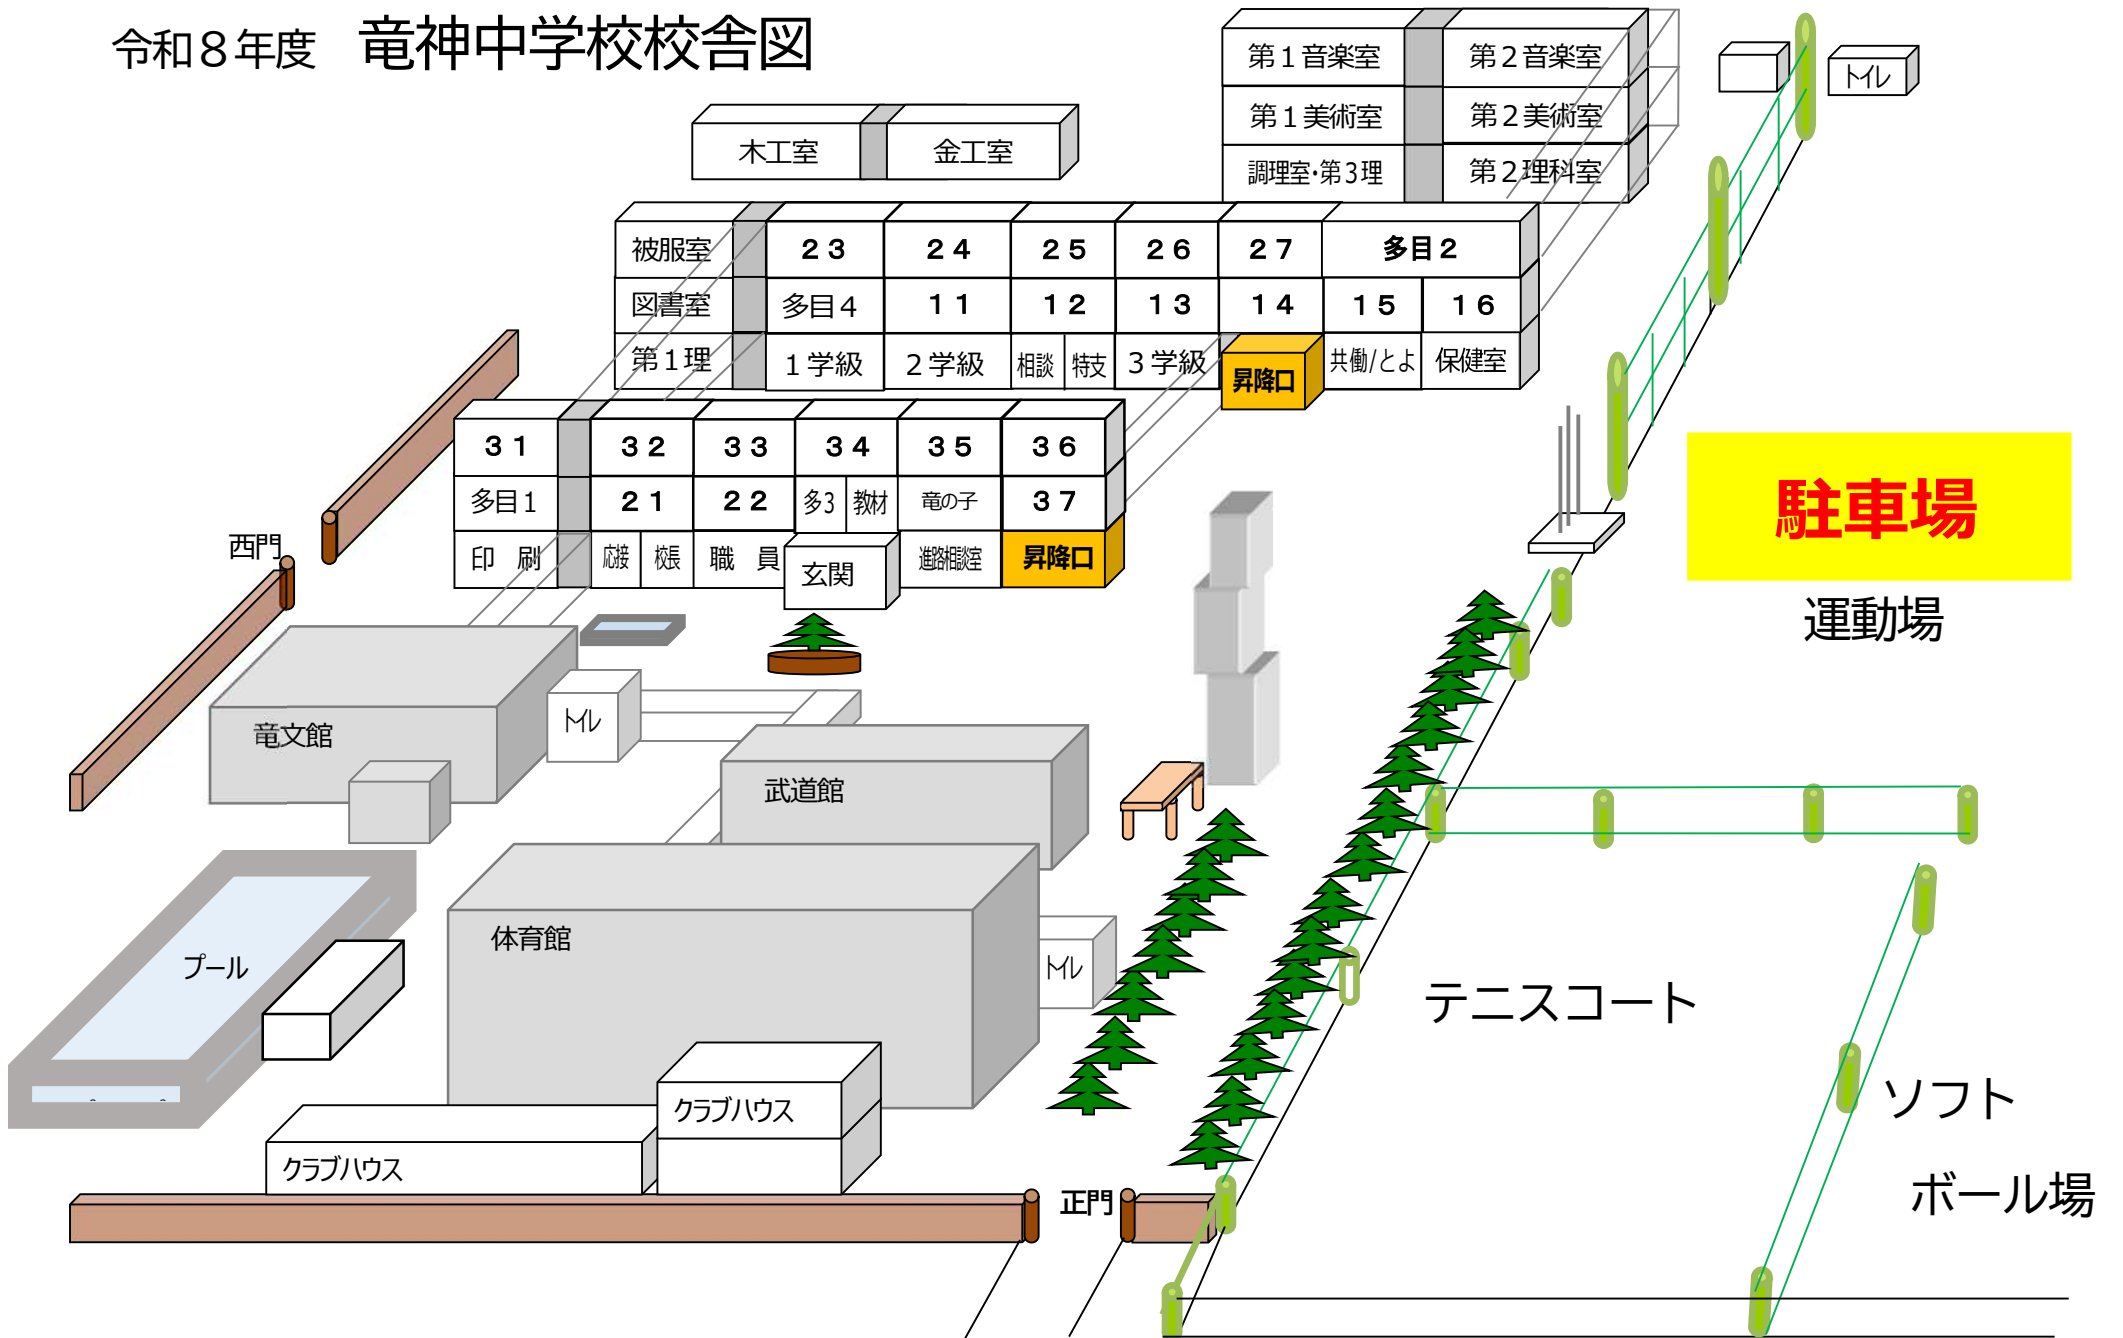 令和８年度　竜神中学校校舎図
第１音楽室　第２音楽室
第１美術室　第２美術室
調理室・第３理　第２理科室
トイレ
木工室　金工室
被服室　２３　２４　２５　２６　２７　多目２
図書室　多目４　１１　１２　１３　１４　１５　１６
第１理　１学級　２学級　相談　特支　３学級　昇降口　共働/とよ　保健室
３１　３２　３３　３４　３５　３６
多目１　２１　２２　多３　教材　竜の子　３７
印　刷　応接　校長　職　員　玄関　進路相談室　昇降口
西門
駐車場
運動場
竜文館
トイレ
武道館
体育館
トイレ
プール
テニスコート
ソフト
ボール場
クラブハウス
クラブハウス
正門